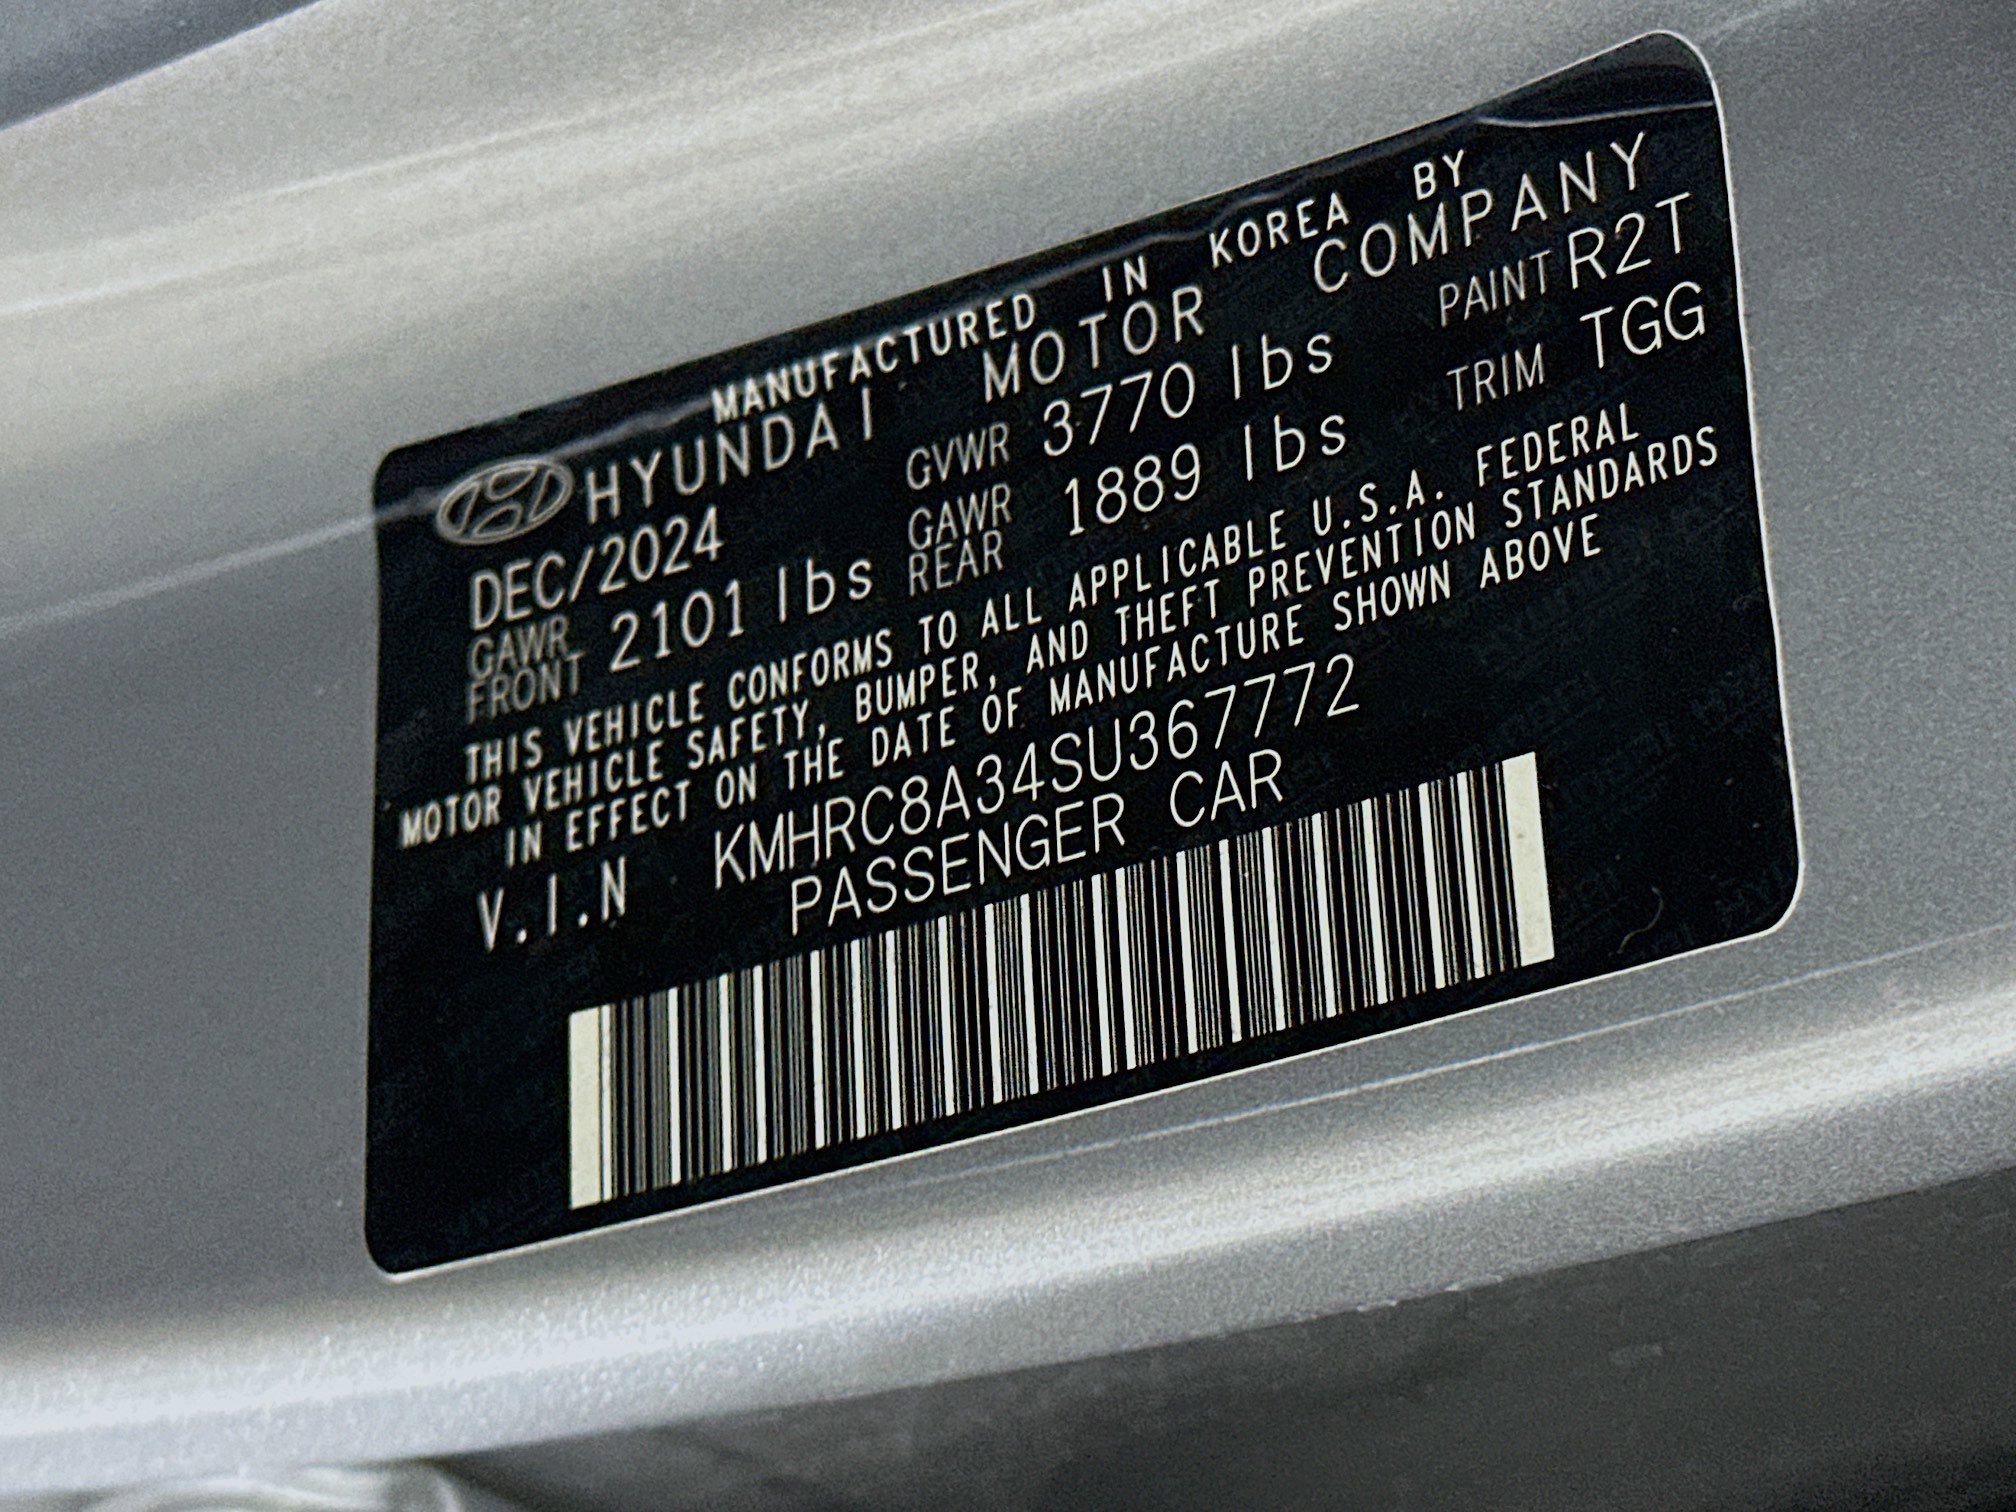 MANUFACTURED IN KOREA BY
HYUNDAI MOTOR COMPANY
DEC/2024 GVWR 3770 lbs PAINT R2T
GAWR FRONT 2101 lbs GAWR REAR 1889 lbs TRIM TGG
THIS VEHICLE CONFORMS TO ALL APPLICABLE U.S.A. FEDERAL
MOTOR VEHICLE SAFETY, BUMPER, AND THEFT PREVENTION STANDARDS
IN EFFECT ON THE DATE OF MANUFACTURE SHOWN ABOVE
V.I.N KMHRC8A34SU367772
PASSENGER CAR